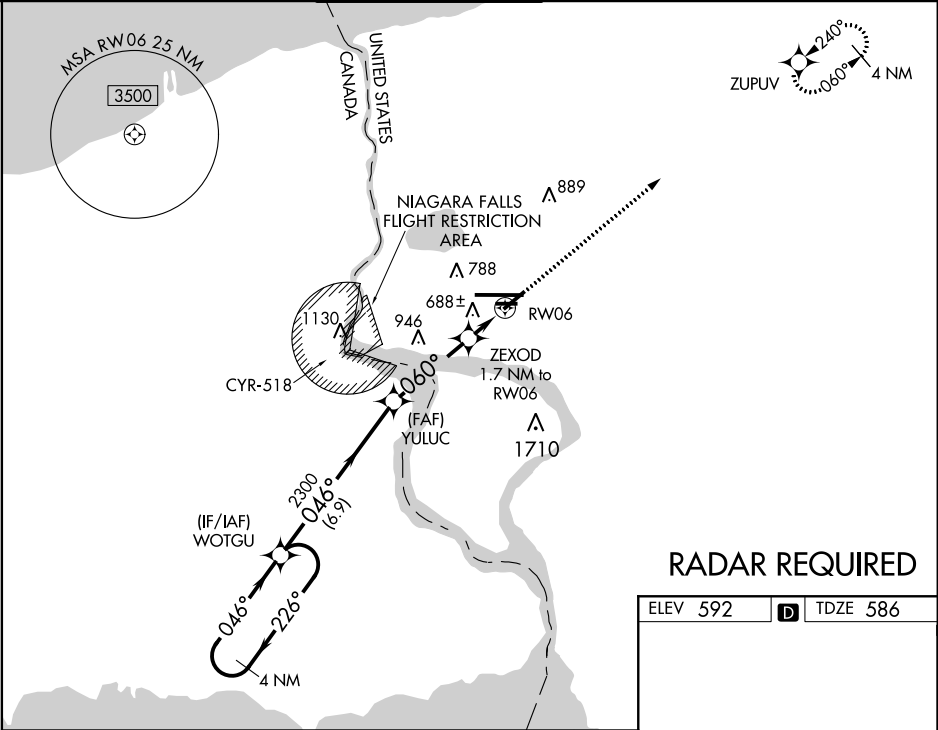 MSA RW06 25 NM
3500
UNITED STATES
CANADA
240°
060°
4 NM
ZUPUV
889
NIAGARA FALLS
FLIGHT RESTRICTION
AREA
788
688±
RW06
1130
946
ZEXOD
1.7 NM to
RW06
CYR-518
060°
(FAF)
YULUC
1710
2300
046°
(6.9)
(IF/IAF)
WOTGU
046°
226°
4 NM
RADAR REQUIRED
ELEV 592 D TDZE 586